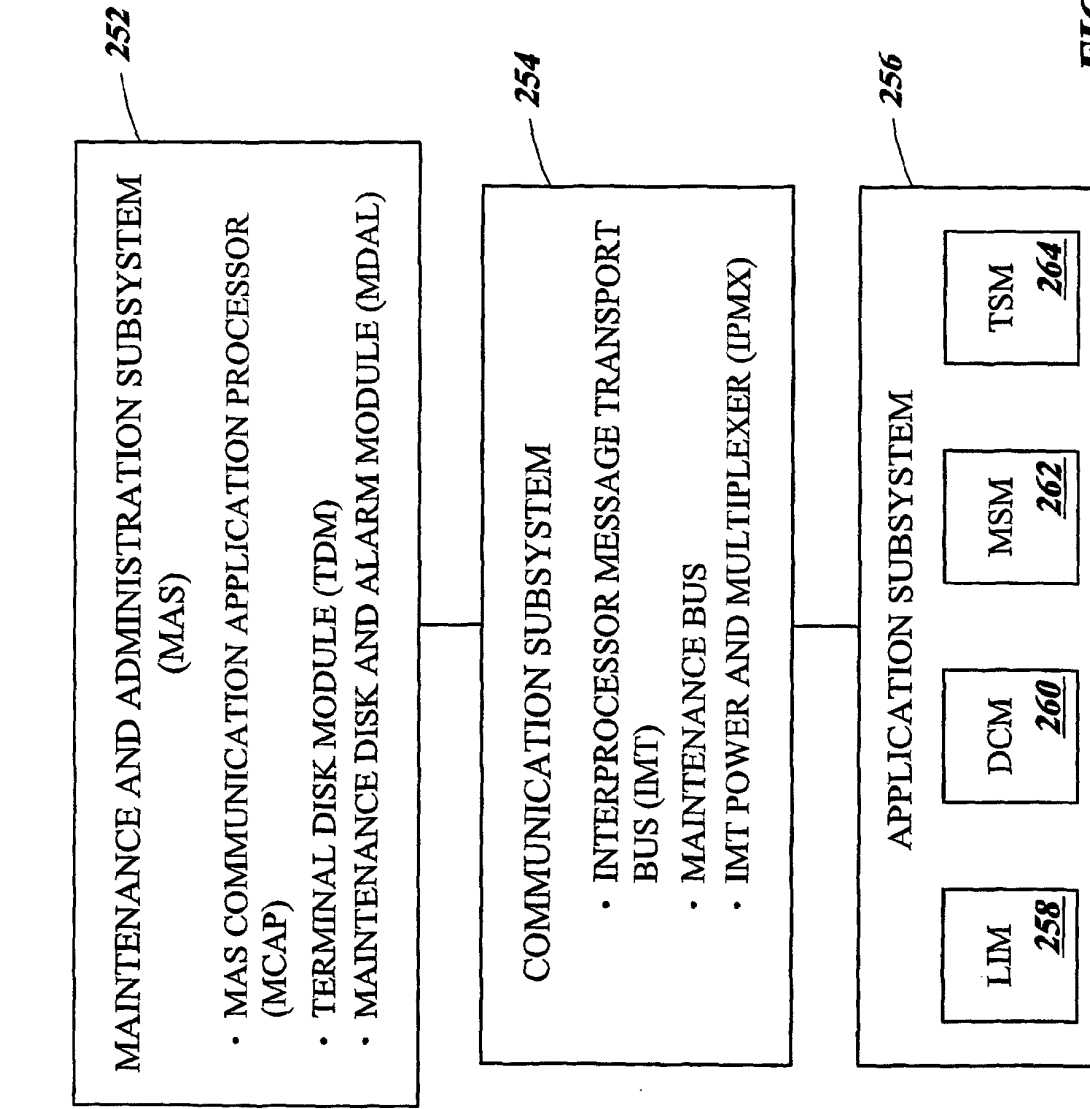 252
MAINTENANCE AND ADMINISTRATION SUBSYSTEM
(MAS)
• MAS COMMUNICATION APPLICATION PROCESSOR
(MCAP)
• TERMINAL DISK MODULE (TDM)
• MAINTENANCE DISK AND ALARM MODULE (MDAL)
254
COMMUNICATION SUBSYSTEM
• INTERPROCESSOR MESSAGE TRANSPORT
BUS (IMT)
• MAINTENANCE BUS
• IMT POWER AND MULTIPLEXER (IPMX)
256
APPLICATION SUBSYSTEM
LIM
258
DCM
260
MSM
262
TSM
264